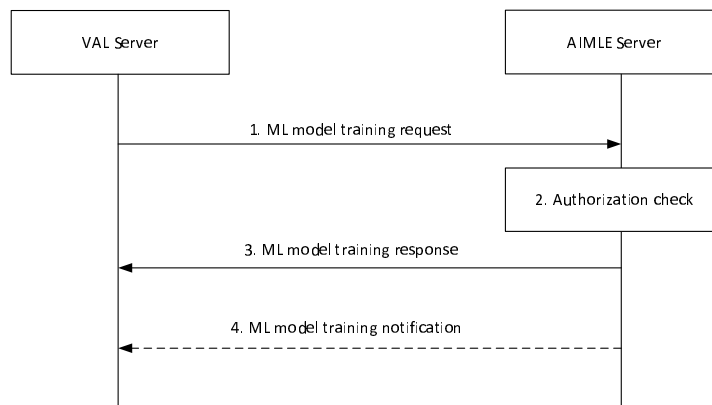 VAL Server
AIMLE Server
1. ML model training request
2. Authorization check
3. ML model training response
4. ML model training notification